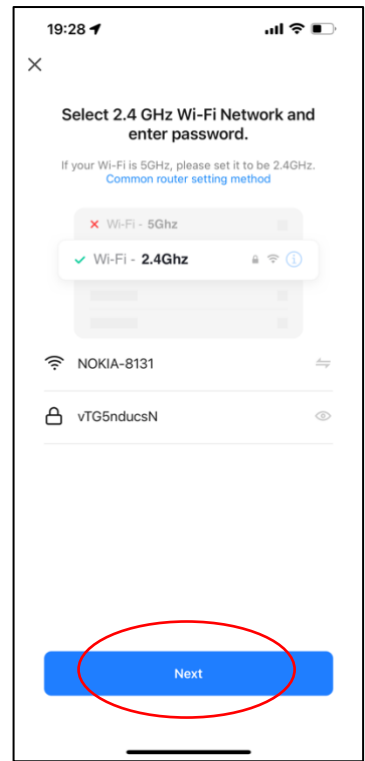 19:28
Select 2.4 GHz Wi-Fi Network and
enter password.
If your Wi-Fi is 5GHz, please set it to be 2.4GHz.
Common router setting method
Wi-Fi - 5Ghz
Wi-Fi - 2.4Ghz
NOKIA-8131
vTG5nducsN
Next